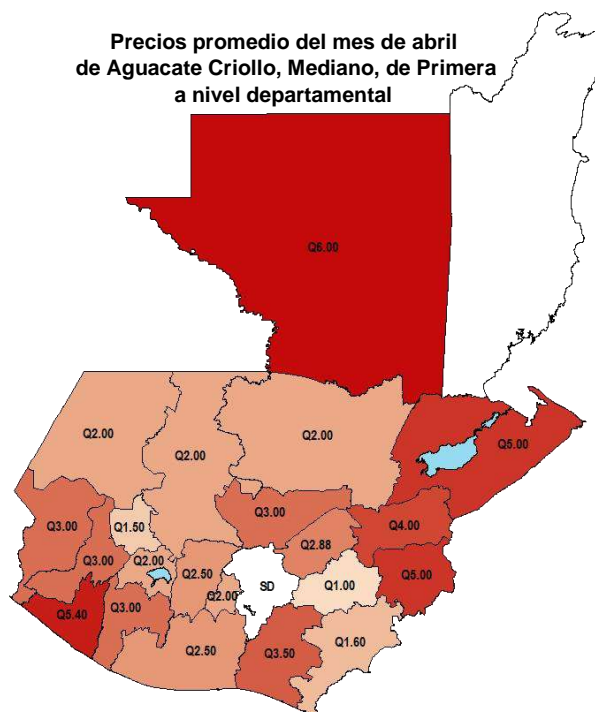 Precios promedio del mes de abril
de Aguacate Criollo, Mediano, de Primera
a nivel departamental
Q6.00
Q2.00
Q2.00
Q2.00
Q5.00
Q3.00
Q1.50
Q3.00
Q4.00
Q3.00
Q2.00
Q2.50
Q2.88
Q5.00
Q5.40
Q3.00
Q2.00
SD
Q1.00
Q2.50
Q3.50
Q1.60